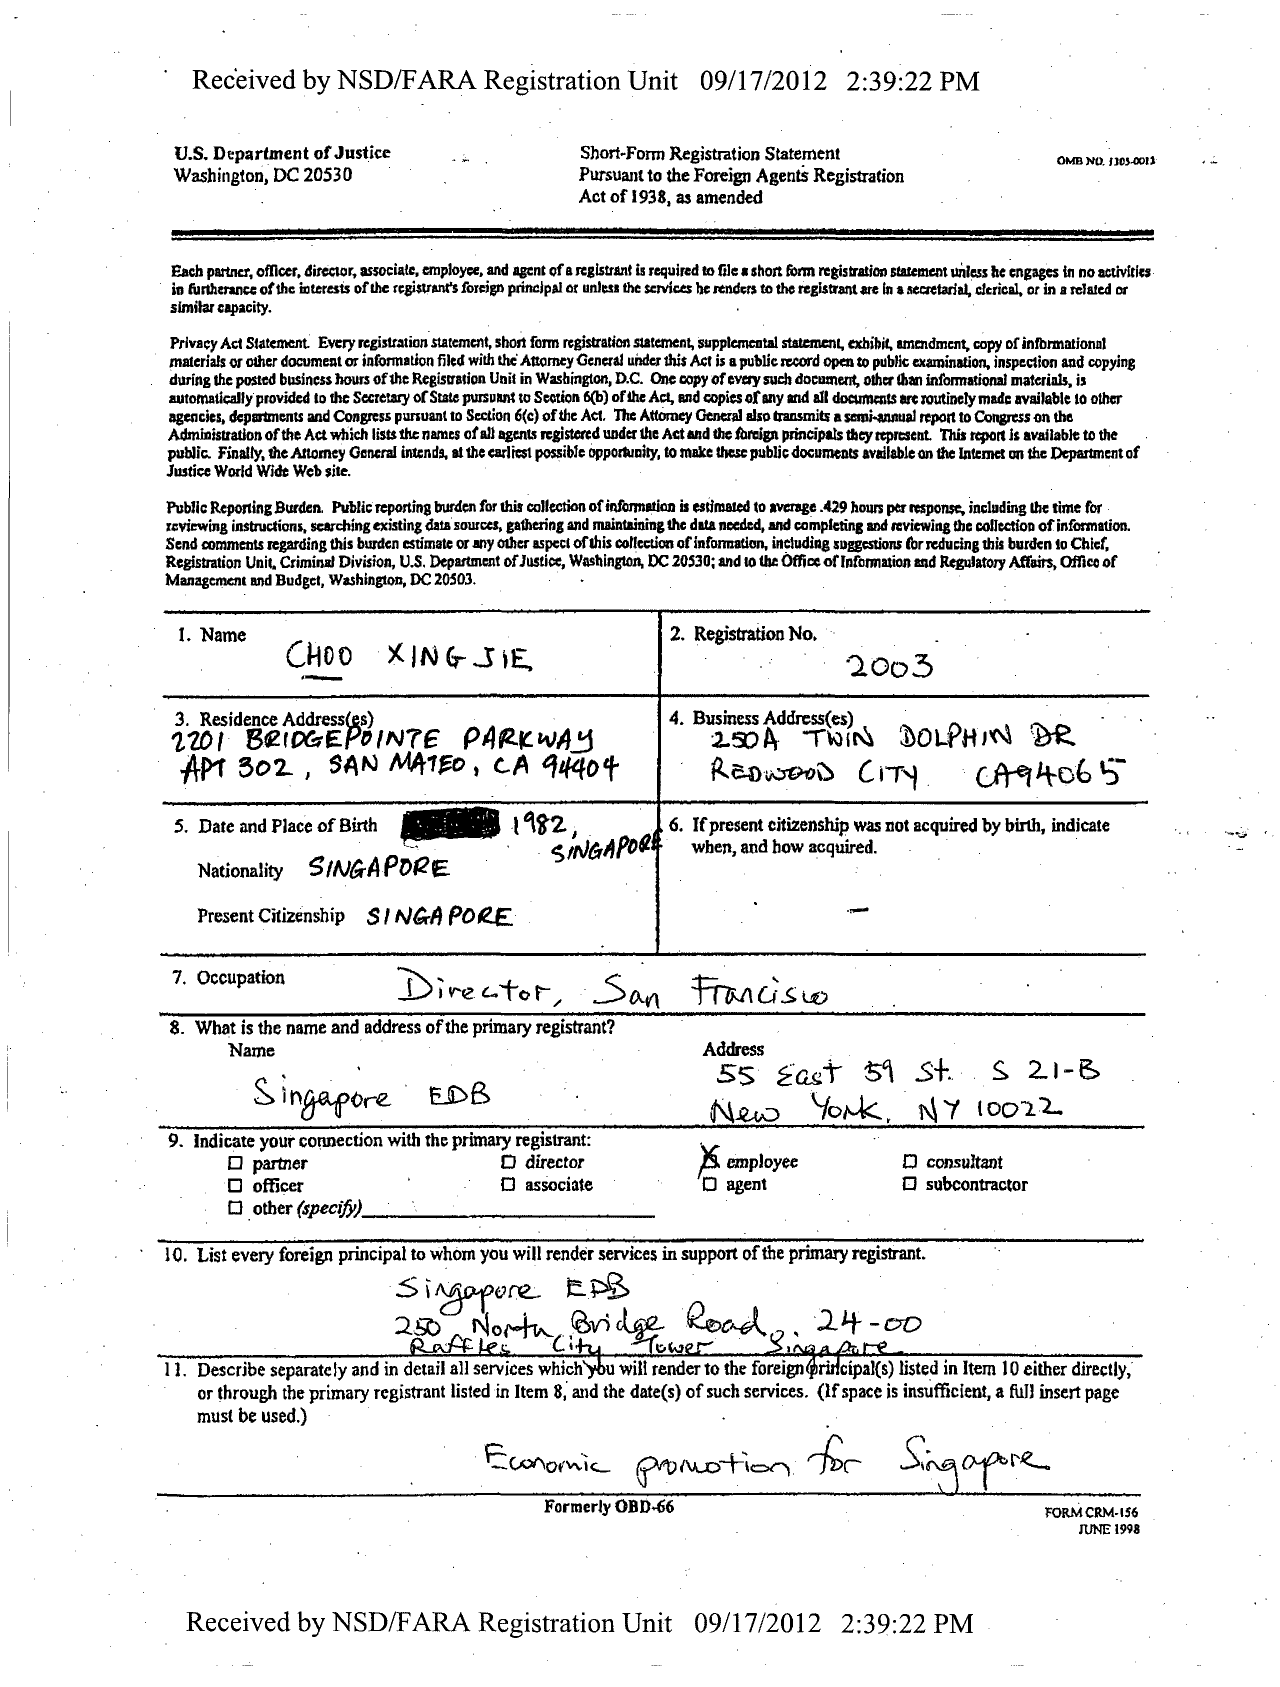 Received by NSD/FARA Registration Unit 09/17/2012 2:39:22 PM
U.S. Department of Justice
Washington, DC 20530
Short-Form Registration Statement
Pursuant to the Foreign Agents Registration
Act of 1938, as amended
OMB NO. 1105-0011
Each partner, officer, director, associate, employee, and agent of a registrant is required to file a short form registration statement unless he engages in no activities
in furtherance of the interests of the registrant's foreign principal or unless the services he renders to the registrant are in a secretarial, clerical, or in a related or
similar capacity.
Privacy Act Statement. Every registration statement, short form registration statement, supplemental statement, exhibit, amendment, copy of informational
materials or other document or information filed with the Attorney General under this Act is a public record open to public examination, inspection and copying
during the posted business hours of the Registration Unit in Washington, D.C. One copy of every such document, other than informational materials, is
automatically provided to the Secretary of State pursuant to Section 6(b) of the Act, and copies of any and all documents are routinely made available to other
agencies, departments and Congress pursuant to Section 6(c) of the Act. The Attorney General also transmits a semi-annual report to Congress on the
Administration of the Act which lists the names of all agents registered under the Act and the foreign principals they represent. This report is available to the
public. Finally, the Attorney General intends, at the earliest possible opportunity, to make these public documents available on the Internet on the Department of
Justice World Wide Web site.
Public Reporting Burden. Public reporting burden for this collection of information is estimated to average .429 hours per response, including the time for
reviewing instructions, searching existing data sources, gathering and maintaining the data needed, and completing and reviewing the collection of information.
Send comments regarding this burden estimate or any other aspect of this collection of information, including suggestions for reducing this burden to Chief,
Registration Unit, Criminal Division, U.S. Department of Justice, Washington, DC 20530; and to the Office of Information and Regulatory Affairs, Office of
Management and Budget, Washington, DC 20503.
1. Name
CHOO XINGJIE
2. Registration No.
2003
3. Residence Address(es)
2201 BRIDGEPOINTE PARKWAY
APT 302, SAN MATEO, CA 94404
4. Business Address(es)
250A TWIN DOLPHIN DR
REDWOOD CITY CA94065
5. Date and Place of Birth 1982,
SINGAPORE
Nationality SINGAPORE
Present Citizenship SINGAPORE
6. If present citizenship was not acquired by birth, indicate
when, and how acquired.
–
7. Occupation Director, San Francisco
8. What is the name and address of the primary registrant?
Name
Singapore EDB
Address
55 East 59 St. S 21-B
New York, NY 10022
9. Indicate your connection with the primary registrant:
☐ partner ☐ director ☒ employee ☐ consultant
☐ officer ☐ associate ☐ agent ☐ subcontractor
☐ other (specify)
10. List every foreign principal to whom you will render services in support of the primary registrant.
Singapore EDB
250 North Bridge Road, 24-00
Raffles City Tower Singapore
11. Describe separately and in detail all services which you will render to the foreign principal(s) listed in Item 10 either directly,
or through the primary registrant listed in Item 8, and the date(s) of such services. (If space is insufficient, a full insert page
must be used.)
Economic promotion for Singapore
Formerly OBD-66
FORM CRM-156
JUNE 1998
Received by NSD/FARA Registration Unit 09/17/2012 2:39:22 PM